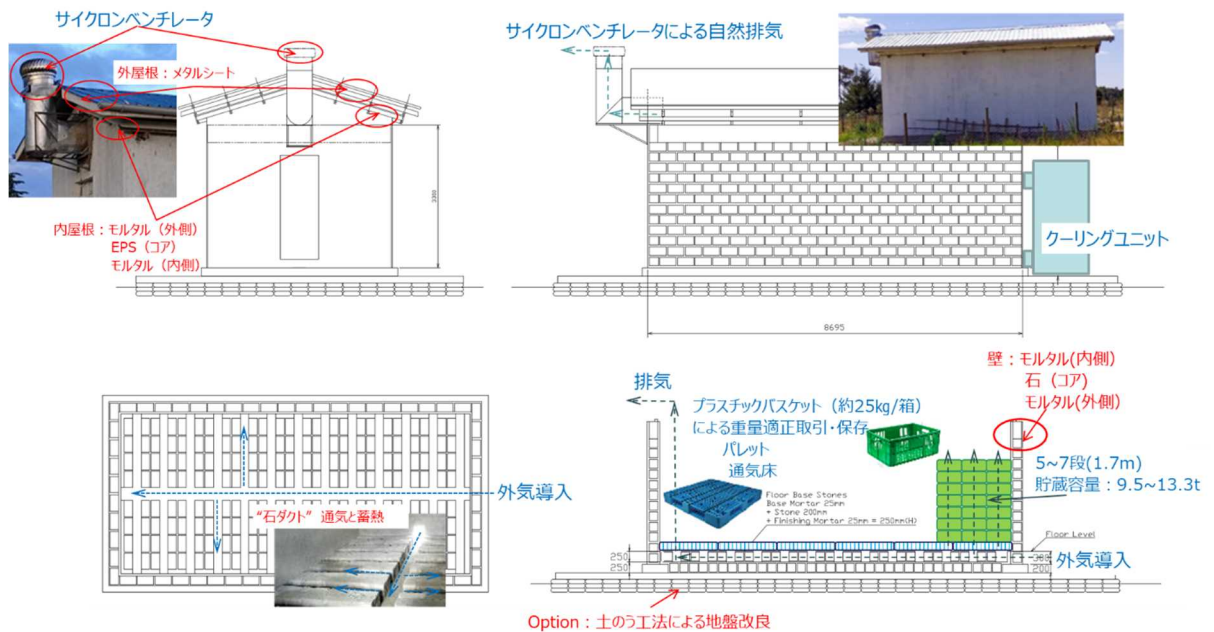 サイクロンベンチレータ
外屋根：メタルシート
内屋根：モルタル（外側）
EPS（コア）
モルタル（内側）
3300
サイクロンベンチレータによる自然排気
クーリングユニット
8695
外気導入
“石ダクト” 通気と蓄熱
排気
プラスチックバスケット（約25kg/箱）
による重量適正取引・保存
パレット
通気床
Floor Base Stones
Base Mortar 25mm
+ Stone 200mm
+ Finishing Mortar 25mm = 250mm(H)
壁：モルタル(内側）
石（コア)
モルタル(外側）
5~7段(1.7m)
貯蔵容量：9.5~13.3t
Floor Level
250
250
300
200
外気導入
Option：土のう工法による地盤改良